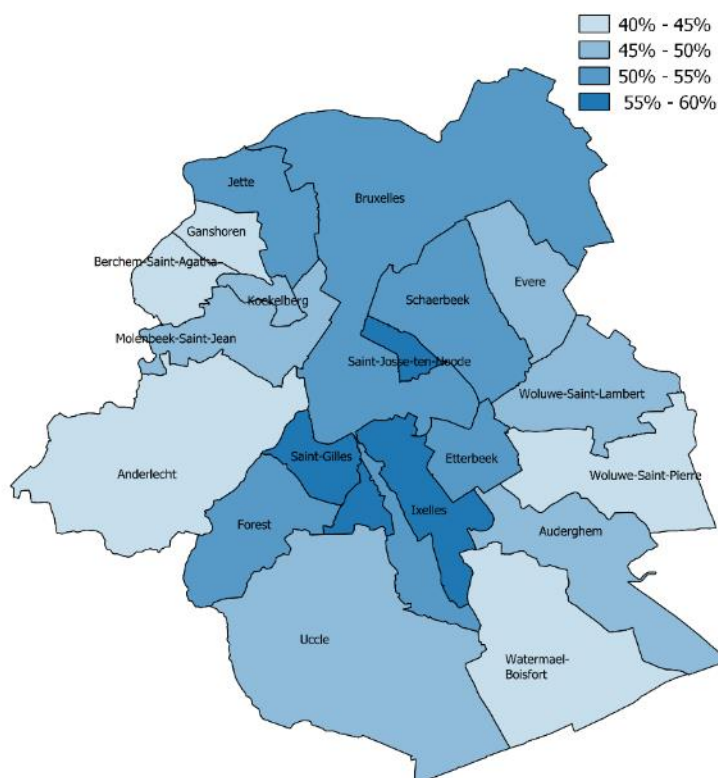 40% - 45%
45% - 50%
50% - 55%
55% - 60%
Jette
Bruxelles
Ganshoren
Berchem-Saint-Agatha
Evere
Koekelberg
Schaerbeek
Molenbeek-Saint-Jean
Saint-Josse-ten-Noode
Woluwe-Saint-Lambert
Saint-Gilles
Etterbeek
Anderlecht
Woluwe-Saint-Pierre
Ixelles
Forest
Auderghem
Uccle
Watermael-
Boisfort